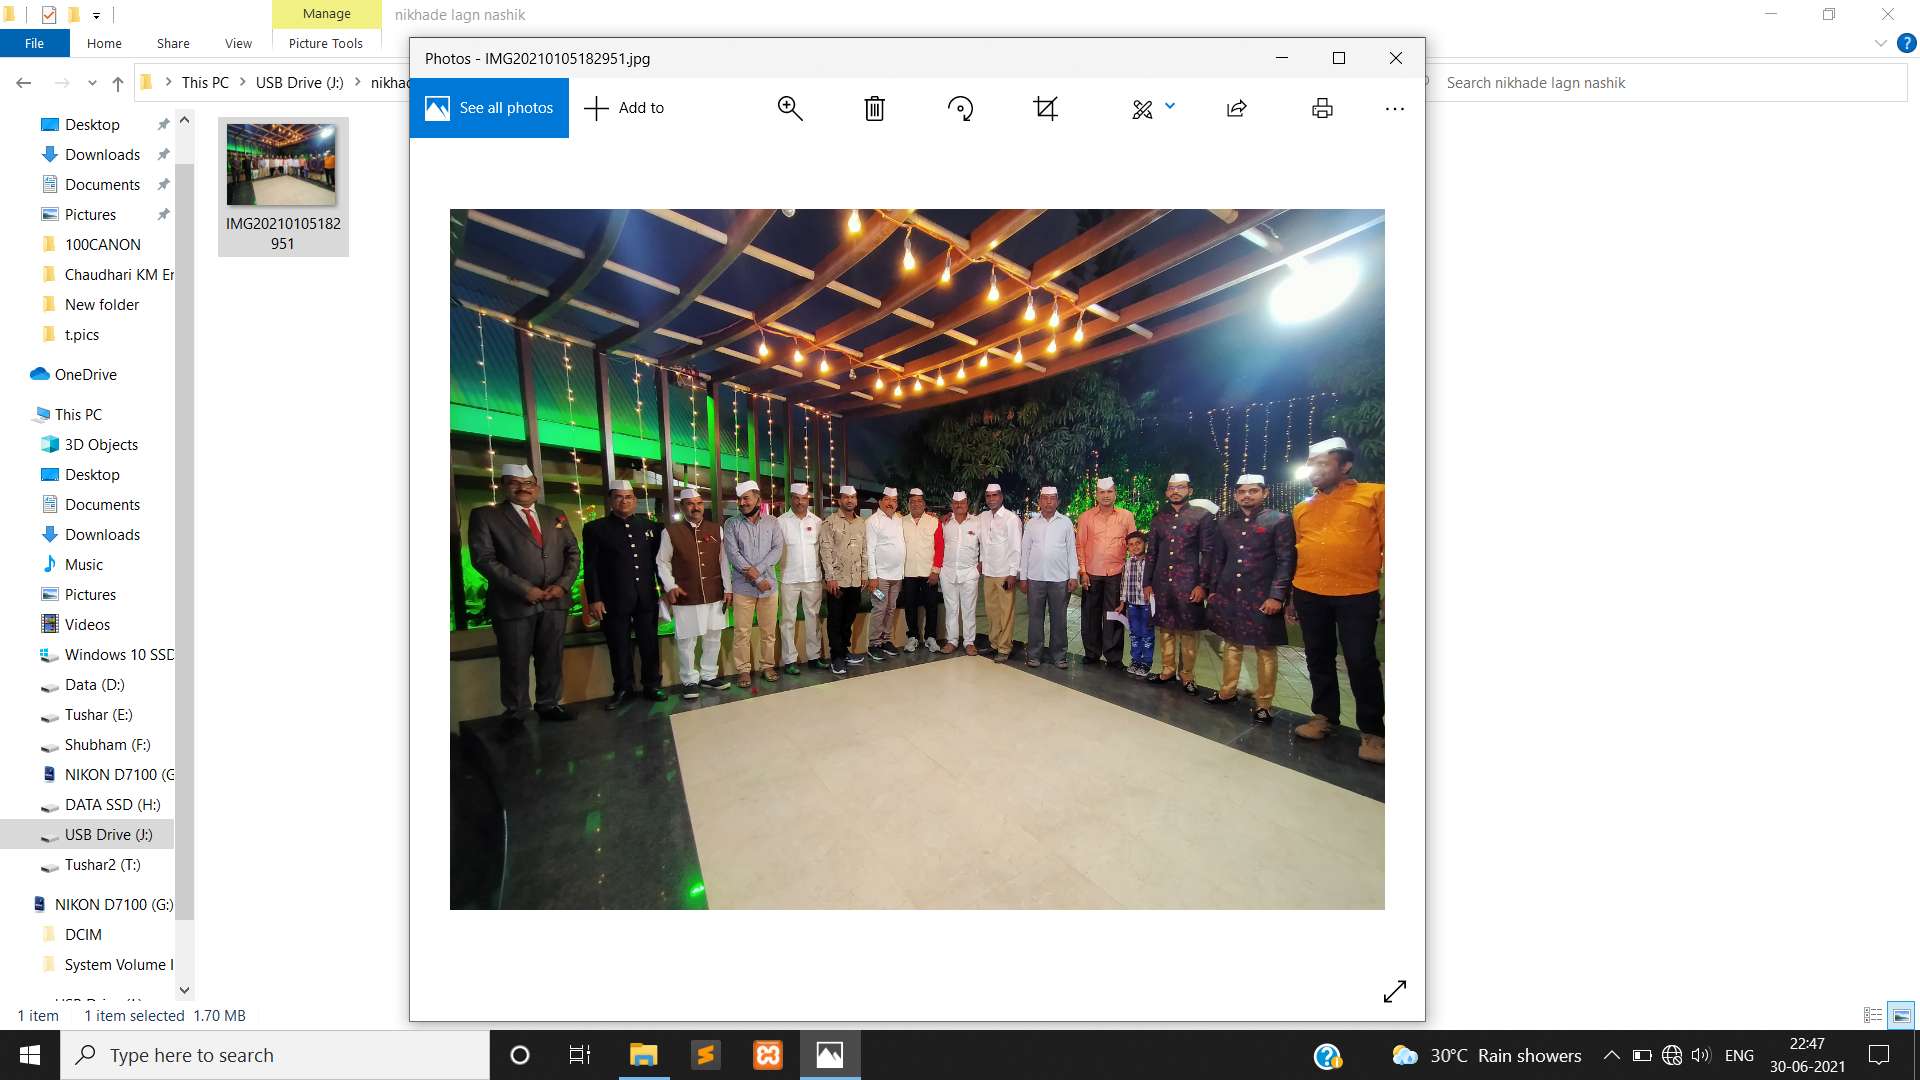 Manage
nikhade lagn nashik
File
Home
Share
View
Picture Tools
This PC
USB Drive (J:)
Search nikhade lagn nashik
Photos - IMG20210105182951.jpg
See all photos
Add to
Desktop
Downloads
Documents
Pictures
100CANON
Chaudhari KM
New folder
t.pics
OneDrive
This PC
3D Objects
Desktop
Documents
Downloads
Music
Pictures
Videos
Windows 10 SSD
Data (D:)
Tushar (E:)
Shubham (F:)
NIKON D7100 (G
DATA SSD (H:)
USB Drive (J:)
Tushar2 (T:)
NIKON D7100 (G:)
DCIM
System Volume
IMG20210105182
951
1 item
1 item selected 1.70 MB
Type here to search
30°C Rain showers
ENG
22:47
30-06-2021